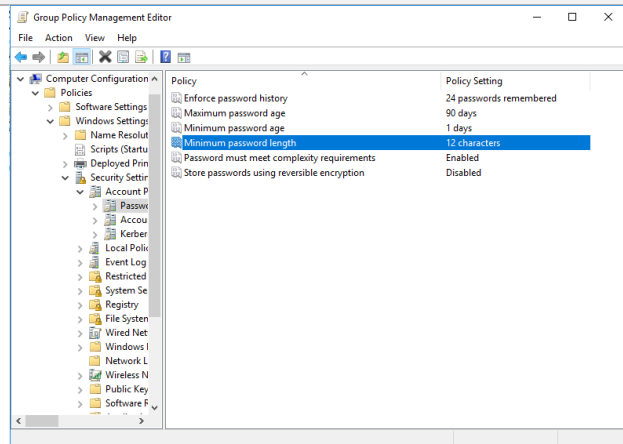 Group Policy Management Editor
File Action View Help
Computer Configuration
Policies
Software Settings
Windows Settings
Name Resolut
Scripts (Startu
Deployed Prin
Security Settin
Account P
Passwo
Accou
Kerber
Local Polic
Event Log
Restricted
System Se
Registry
File System
Wired Net
Windows
Network L
Wireless N
Public Key
Software R
Policy Policy Setting
Enforce password history 24 passwords remembered
Maximum password age 90 days
Minimum password age 1 days
Minimum password length 12 characters
Password must meet complexity requirements Enabled
Store passwords using reversible encryption Disabled